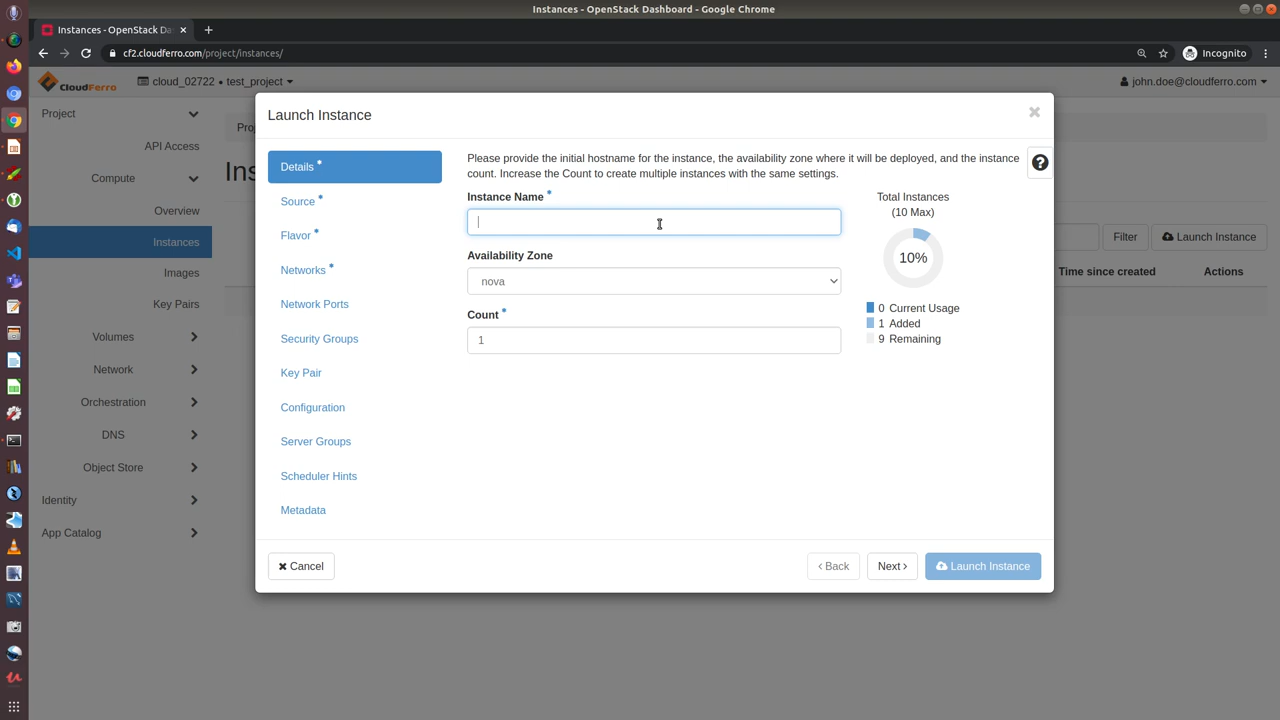 Instances - OpenStack Dashboard - Google Chrome
Instances - OpenStack Da
cf2.cloudferro.com/project/instances/
Incognito
CloudFerro
cloud_02722 • test_project
john.doe@cloudferro.com
Project
API Access
Compute
Overview
Instances
Images
Key Pairs
Volumes
Network
Orchestration
DNS
Object Store
Identity
App Catalog
Proj
Ins
Filter
Launch Instance
Time since created
Actions
Launch Instance
Details *
Source *
Flavor *
Networks *
Network Ports
Security Groups
Key Pair
Configuration
Server Groups
Scheduler Hints
Metadata
Please provide the initial hostname for the instance, the availability zone where it will be deployed, and the instance
count. Increase the Count to create multiple instances with the same settings.
Instance Name *
Availability Zone
nova
Count *
1
Total Instances
(10 Max)
10%
0 Current Usage
1 Added
9 Remaining
Cancel
< Back
Next >
Launch Instance